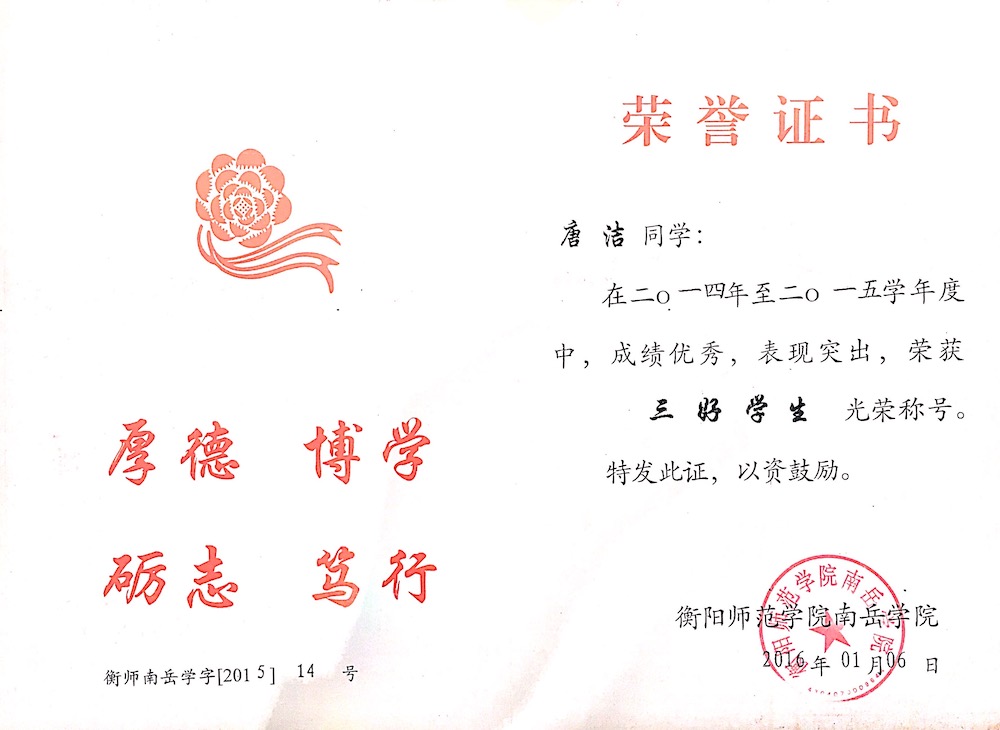 厚德 博学
砺志 笃行
衡师南岳学字[2015] 14 号
荣誉证书
唐 洁 同学：
在二O一四年至二O一五学年度
中，成绩优秀，表现突出，荣获
三好学生 光荣称号。
特发此证，以资鼓励。
衡阳师范学院南岳学院
2016年 01月06 日
衡阳师范学院南岳学院